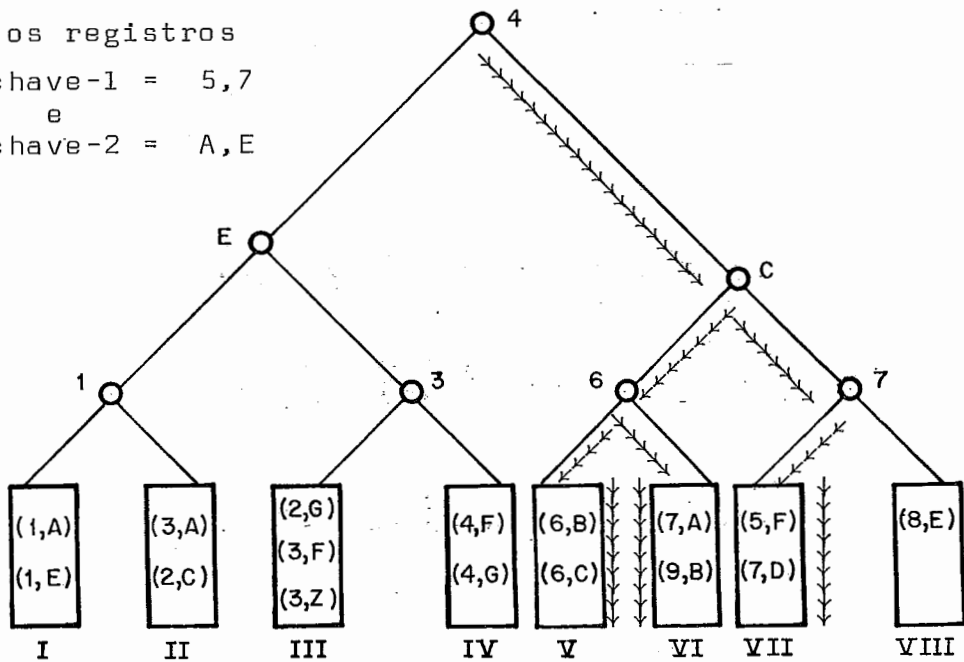 os registros
chave-1 = 5,7
e
chave-2 = A,E
4
E
C
1
3
6
7
(1,A)
(1,E)
(3,A)
(2,C)
(2,G)
(3,F)
(3,Z)
(4,F)
(4,G)
(6,B)
(6,C)
(7,A)
(9,B)
(5,F)
(7,D)
(8,E)
I
II
III
IV
V
VI
VII
VIII